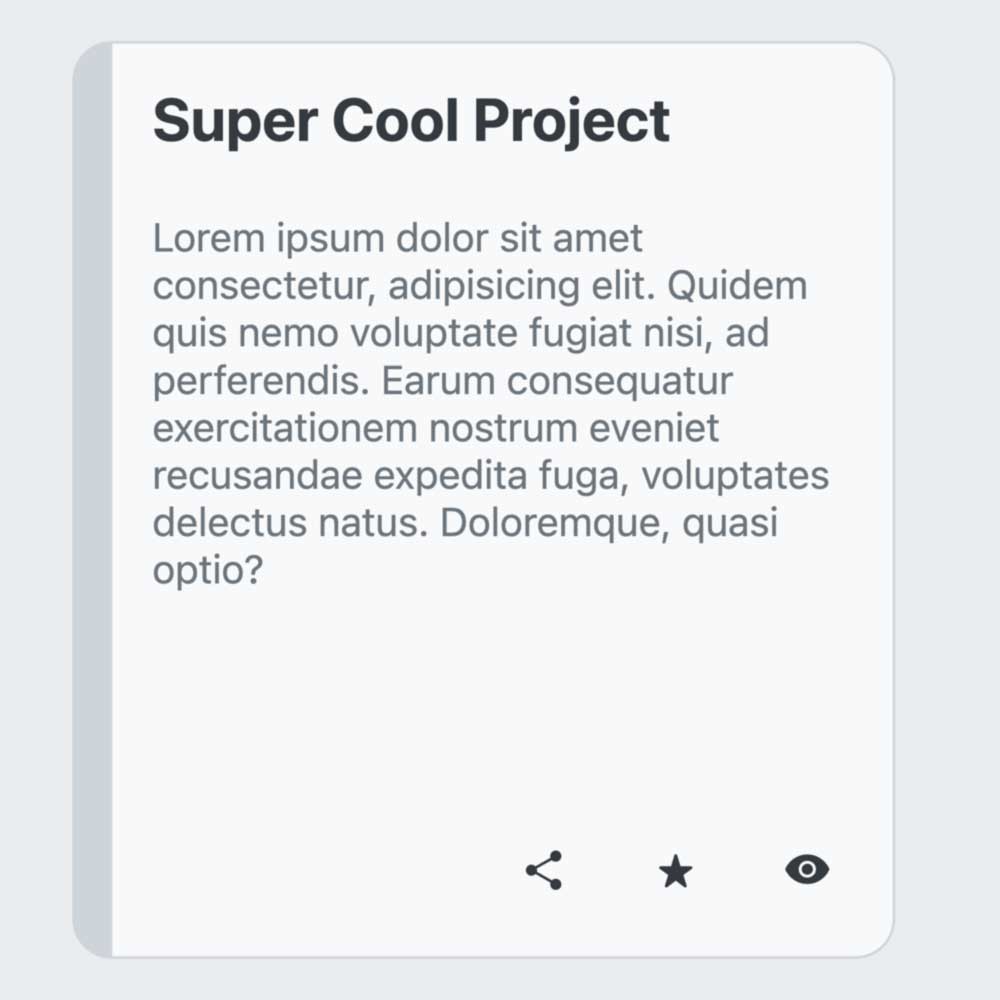 Super Cool Project
Lorem ipsum dolor sit amet
consectetur, adipisicing elit. Quidem
quis nemo voluptate fugiat nisi, ad
perferendis. Earum consequatur
exercitationem nostrum eveniet
recusandae expedita fuga, voluptates
delectus natus. Doloremque, quasi
optio?